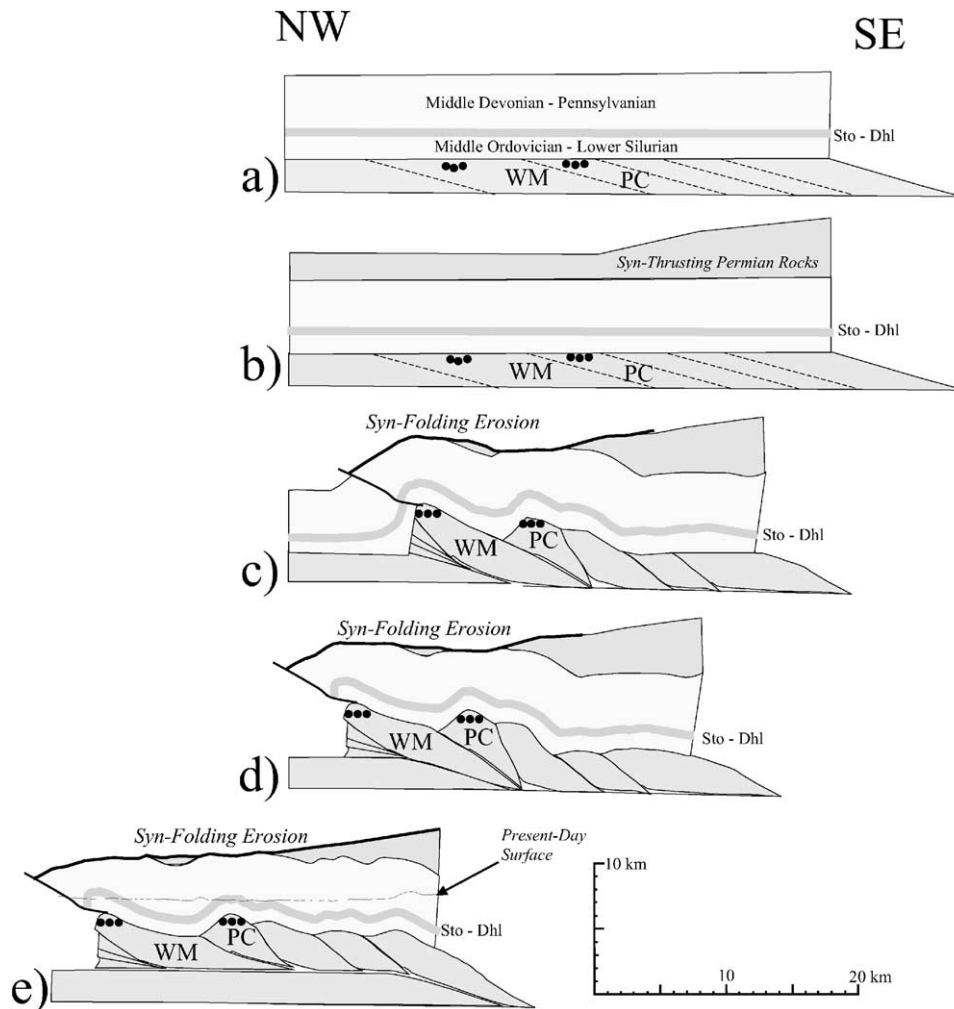 NW
SE
Middle Devonian - Pennsylvanian
Sto - Dhl
Middle Ordovician - Lower Silurian
a)
WM
PC
Syn-Thrusting Permian Rocks
Sto - Dhl
b)
WM
PC
Syn-Folding Erosion
Sto - Dhl
c)
WM
PC
Syn-Folding Erosion
Sto - Dhl
d)
WM
PC
Syn-Folding Erosion
Present-Day
Surface
10 km
Sto - Dhl
e)
WM
PC
10
20 km